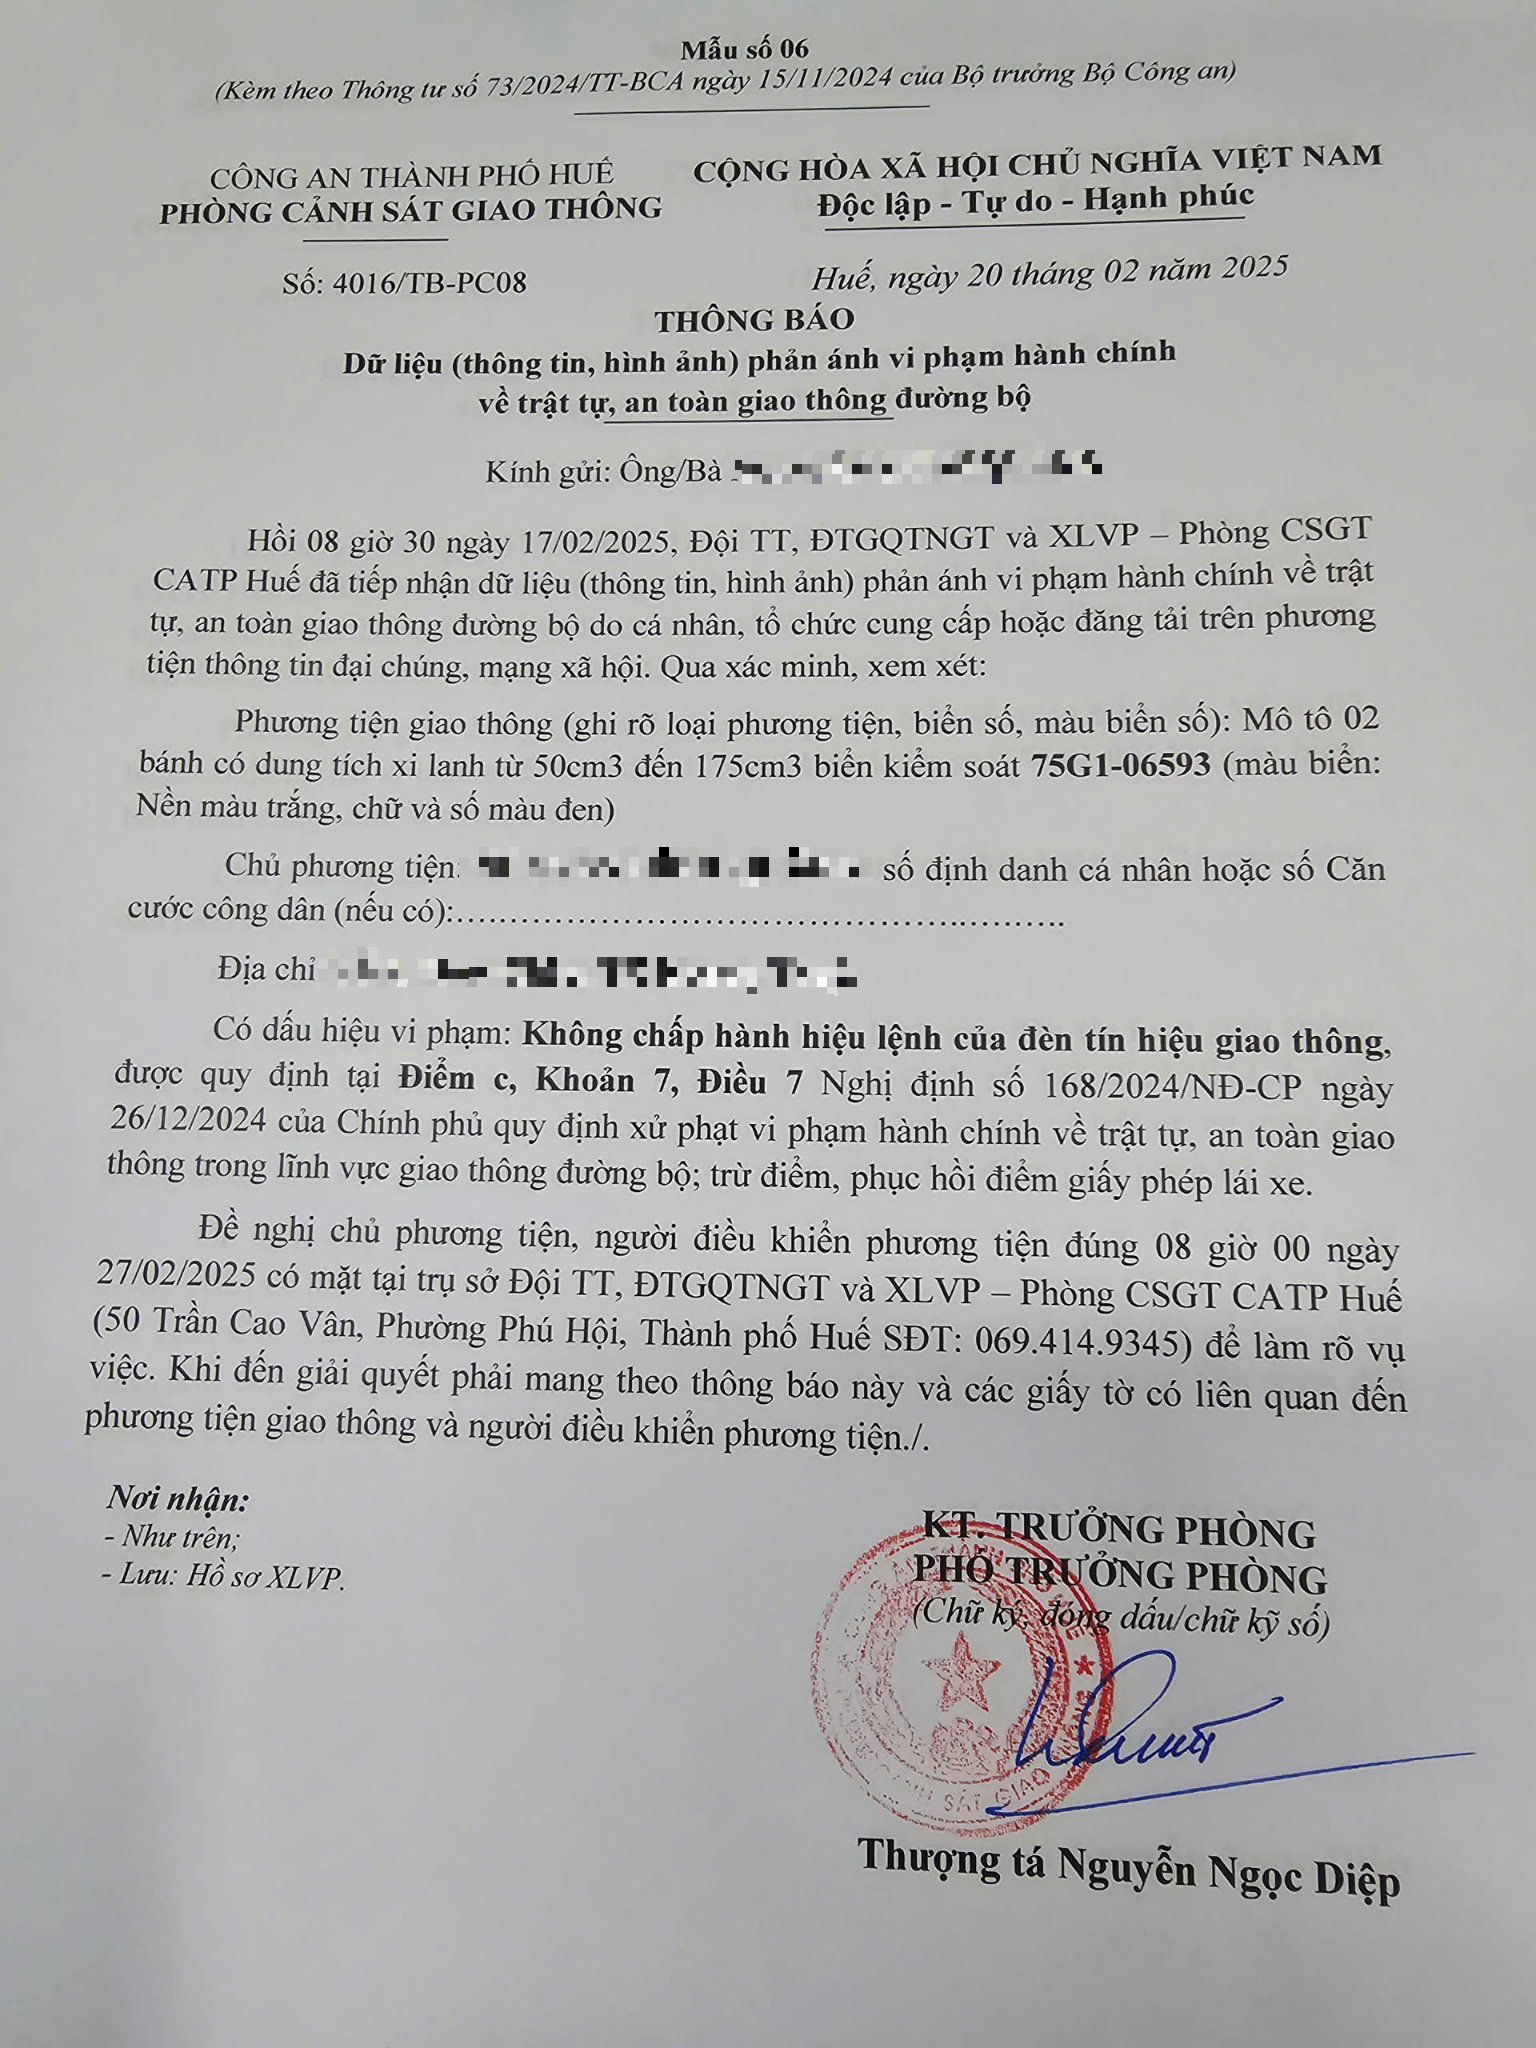 Mẫu số 06
(Kèm theo Thông tư số 73/2024/TT-BCA ngày 15/11/2024 của Bộ trưởng Bộ Công an)
CÔNG AN THÀNH PHỐ HUẾ
PHÒNG CẢNH SÁT GIAO THÔNG
CỘNG HÒA XÃ HỘI CHỦ NGHĨA VIỆT NAM
Độc lập - Tự do - Hạnh phúc
Số: 4016/TB-PC08
Huế, ngày 20 tháng 02 năm 2025
THÔNG BÁO
Dữ liệu (thông tin, hình ảnh) phản ánh vi phạm hành chính
về trật tự, an toàn giao thông đường bộ
Kính gửi: Ông/Bà
Hồi 08 giờ 30 ngày 17/02/2025, Đội TT, ĐTGQTNGT và XLVP – Phòng CSGT
CATP Huế đã tiếp nhận dữ liệu (thông tin, hình ảnh) phản ánh vi phạm hành chính về trật
tự, an toàn giao thông đường bộ do cá nhân, tổ chức cung cấp hoặc đăng tải trên phương
tiện thông tin đại chúng, mạng xã hội. Qua xác minh, xem xét:
Phương tiện giao thông (ghi rõ loại phương tiện, biển số, màu biển số): Mô tô 02
bánh có dung tích xi lanh từ 50cm3 đến 175cm3 biển kiểm soát 75G1-06593 (màu biển:
Nền màu trắng, chữ và số màu đen)
Chủ phương tiện: số định danh cá nhân hoặc số Căn
cước công dân (nếu có):..................................................................
Địa chỉ
Có dấu hiệu vi phạm: Không chấp hành hiệu lệnh của đèn tín hiệu giao thông,
được quy định tại Điểm c, Khoản 7, Điều 7 Nghị định số 168/2024/NĐ-CP ngày
26/12/2024 của Chính phủ quy định xử phạt vi phạm hành chính về trật tự, an toàn giao
thông trong lĩnh vực giao thông đường bộ; trừ điểm, phục hồi điểm giấy phép lái xe.
Đề nghị chủ phương tiện, người điều khiển phương tiện đúng 08 giờ 00 ngày
27/02/2025 có mặt tại trụ sở Đội TT, ĐTGQTNGT và XLVP – Phòng CSGT CATP Huế
(50 Trần Cao Vân, Phường Phú Hội, Thành phố Huế SĐT: 069.414.9345) để làm rõ vụ
việc. Khi đến giải quyết phải mang theo thông báo này và các giấy tờ có liên quan đến
phương tiện giao thông và người điều khiển phương tiện./.
Nơi nhận:
- Như trên;
- Lưu: Hồ sơ XLVP.
KT. TRƯỞNG PHÒNG
PHÓ TRƯỞNG PHÒNG
(Chữ ký, đóng dấu/chữ kỹ số)
SÁT GIAO
Thượng tá Nguyễn Ngọc Diệp